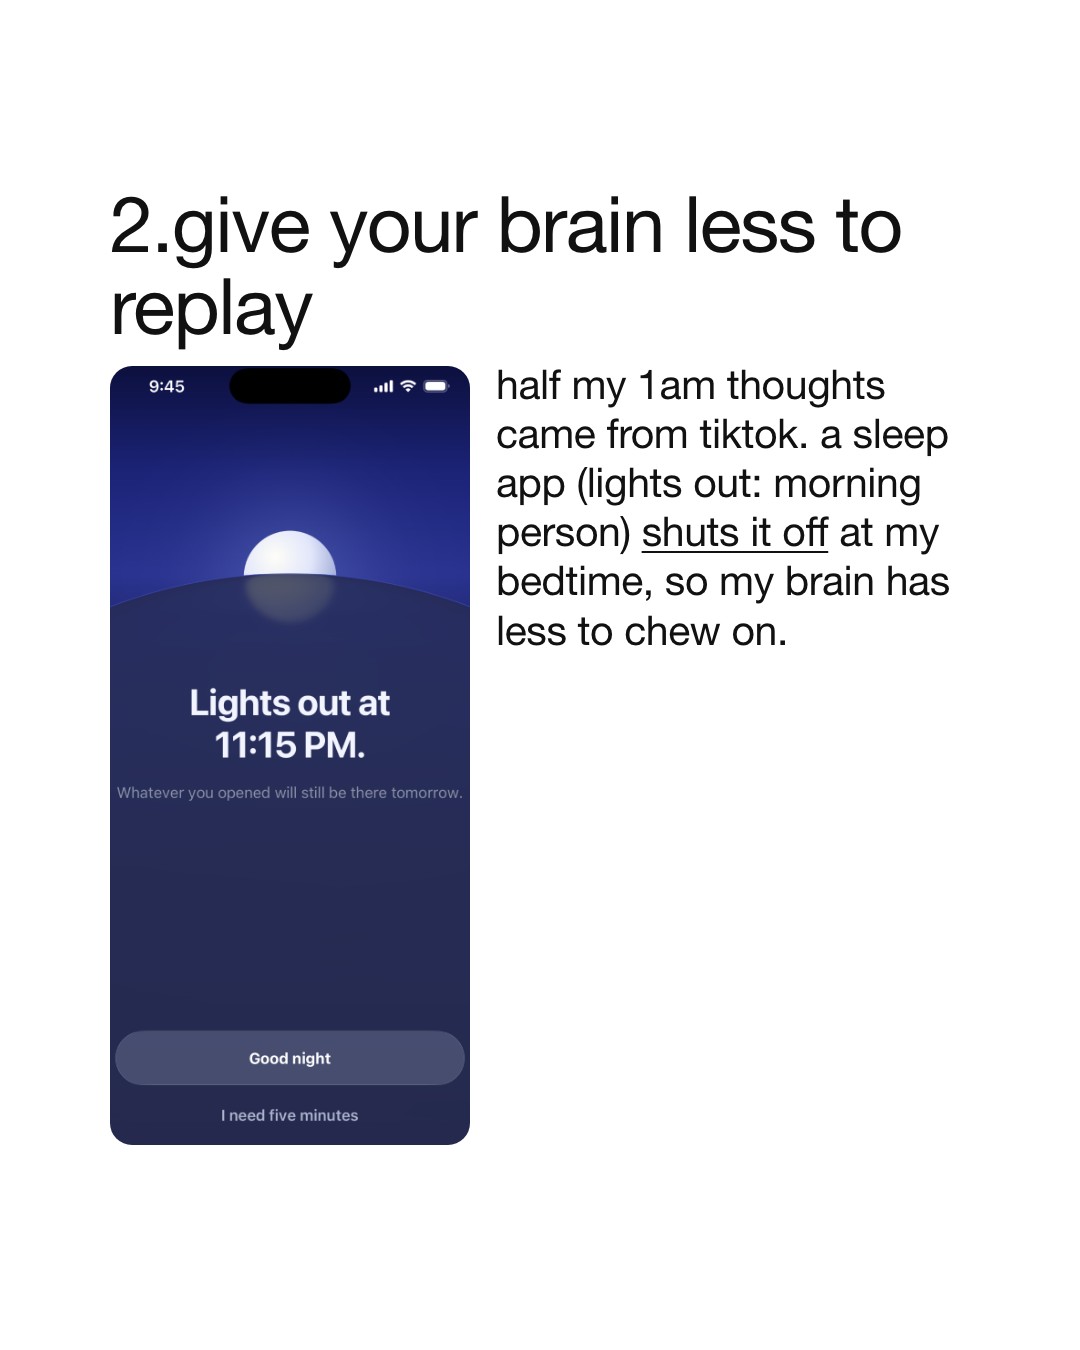 2.give your brain less to
replay
9:45
half my 1am thoughts
came from tiktok. a sleep
app (lights out: morning
person) shuts it off at my
bedtime, so my brain has
less to chew on.
Lights out at
11:15 PM.
Whatever you opened will still be there tomorrow.
Good night
I need five minutes